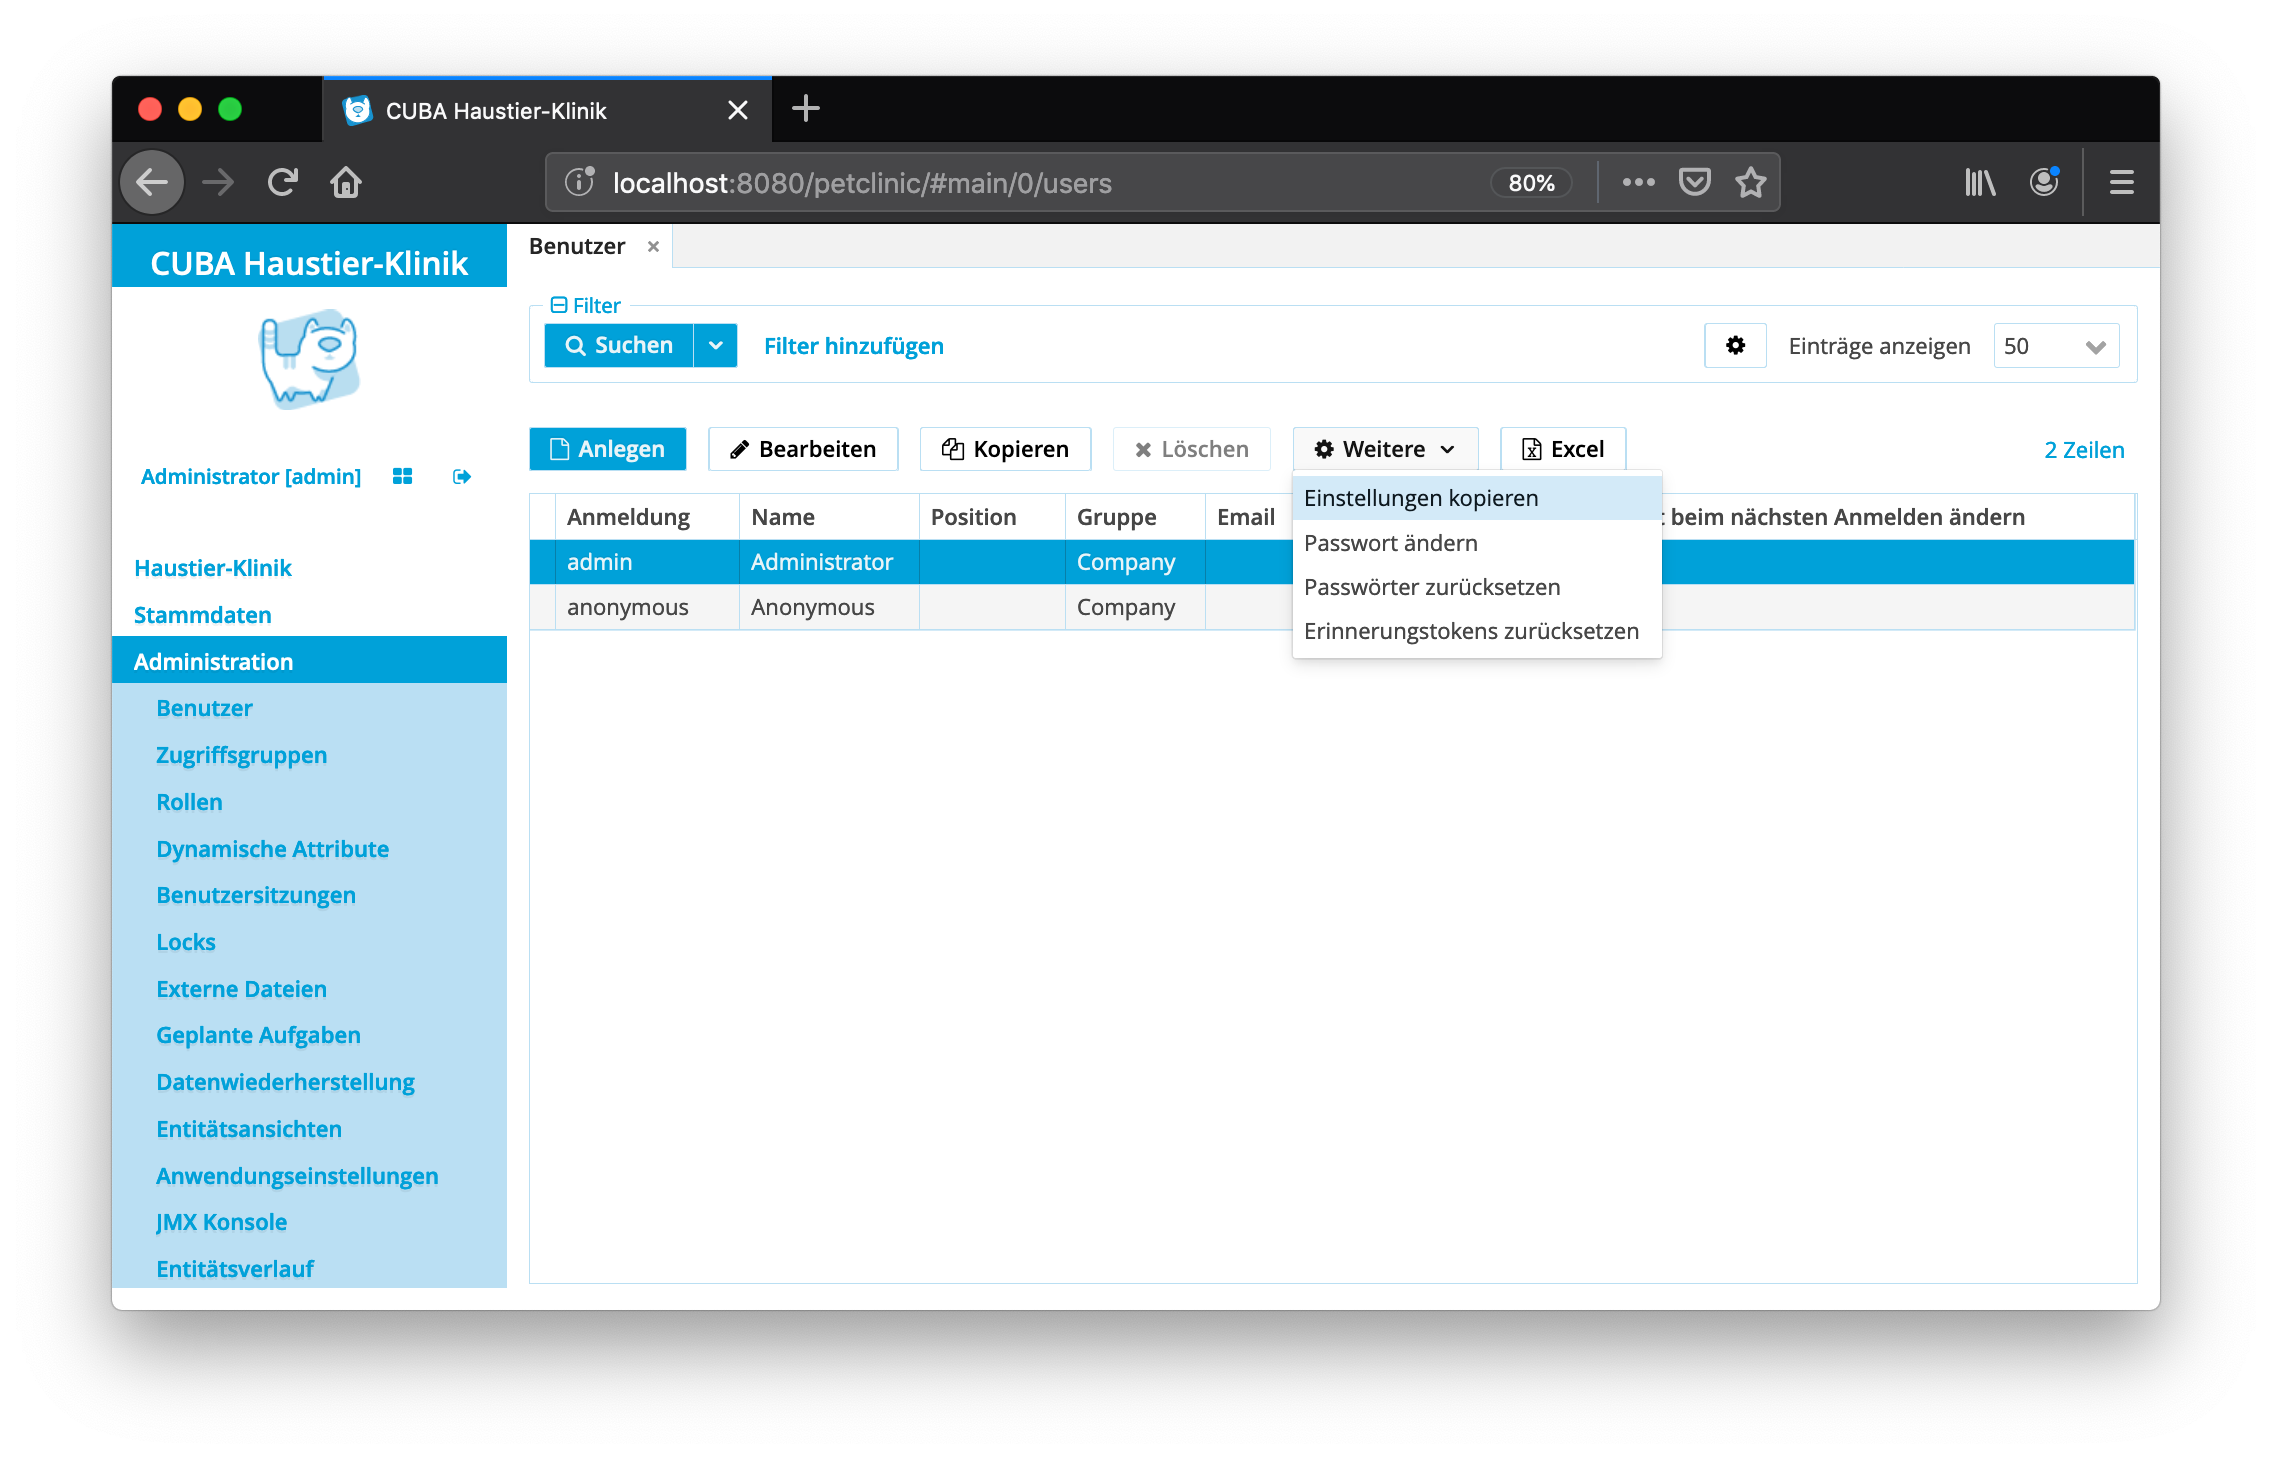 CUBA Haustier-Klinik
localhost:8080/petclinic/#main/0/users
80%
CUBA Haustier-Klinik
Administrator [admin]
Haustier-Klinik
Stammdaten
Administration
Benutzer
Zugriffsgruppen
Rollen
Dynamische Attribute
Benutzersitzungen
Locks
Externe Dateien
Geplante Aufgaben
Datenwiederherstellung
Entitätsansichten
Anwendungseinstellungen
JMX Konsole
Entitätsverlauf
Benutzer
Filter
Suchen Filter hinzufügen Einträge anzeigen 50
Anlegen Bearbeiten Kopieren Löschen Weitere Excel 2 Zeilen
Anmeldung Name Position Gruppe Email beim nächsten Anmelden ändern
admin Administrator Company
anonymous Anonymous Company
Einstellungen kopieren
Passwort ändern
Passwörter zurücksetzen
Erinnerungstokens zurücksetzen